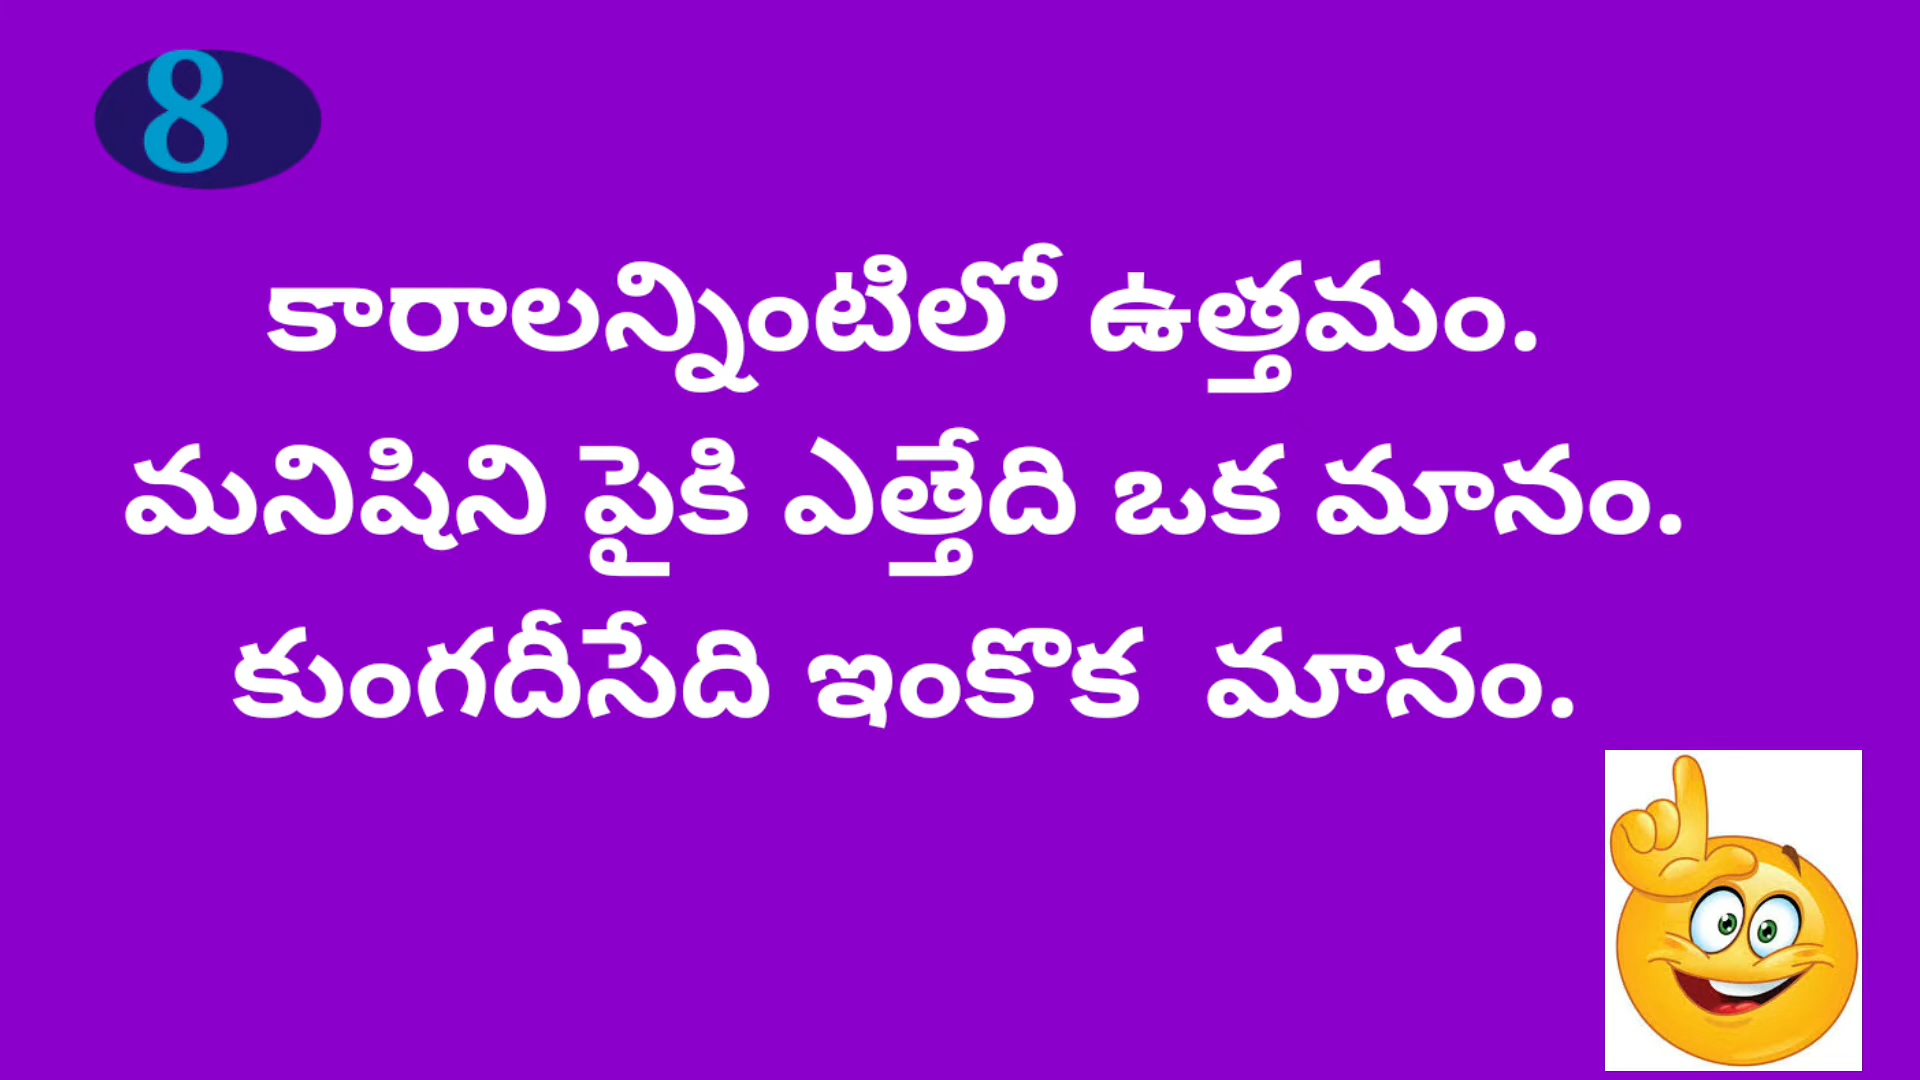 8
కారాలన్నింటిలో ఉత్తమం.
మనిషిని పైకి ఎత్తేది ఒక మానం.
కుంగదీసేది ఇంకొక మానం.